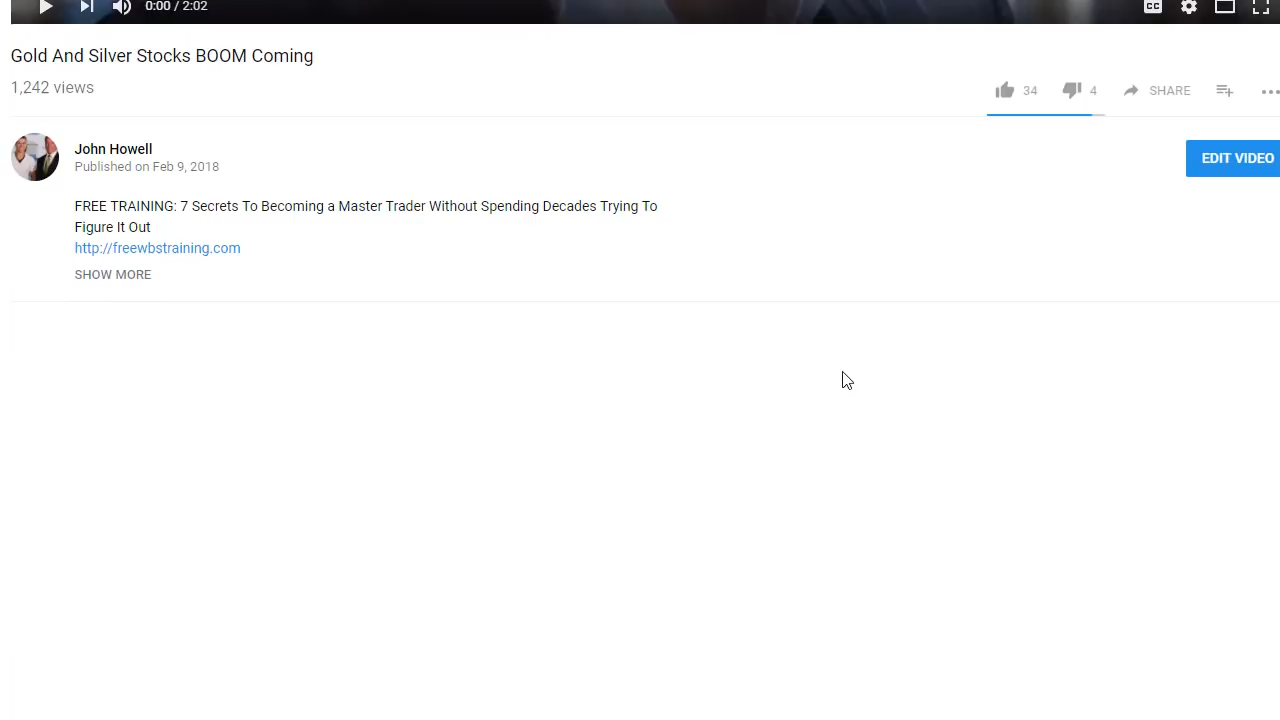 0:00 / 2:02
CC
Gold And Silver Stocks BOOM Coming
1,242 views
34
4
SHARE
John Howell
Published on Feb 9, 2018
EDIT VIDEO
FREE TRAINING: 7 Secrets To Becoming a Master Trader Without Spending Decades Trying To
Figure It Out
http://freewbstraining.com
SHOW MORE